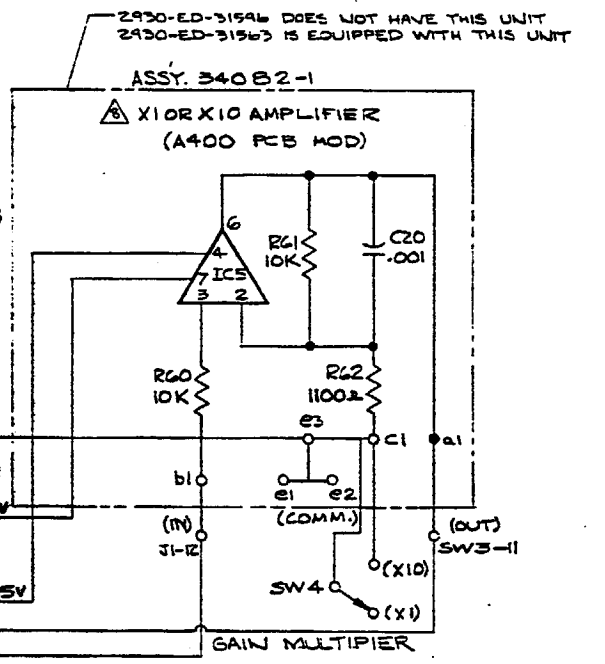 2930-ED-31546 DOES NOT HAVE THIS UNIT
2930-ED-31563 IS EQUIPPED WITH THIS UNIT
ASSY. 34082-1
8 X1 OR X10 AMPLIFIER
(A400 PCB MOD)
6
4
7 IC5
3 2
R61
10K
C20
.001
R60
10K
R62
1100Ω
e3
C1
a1
b1
e1 e2
(COMM.)
(IN)
J1-12
(OUT)
SW3-11
(X10)
SW4
(X1)
5V
GAIN MULTIPIER